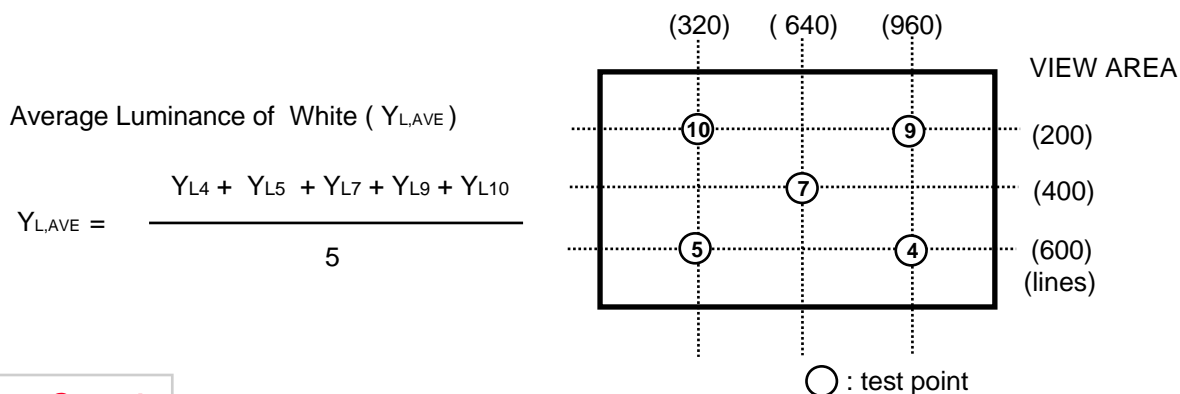 (320) ( 640) (960)
VIEW AREA
Average Luminance of White ( YL,AVE )
10 9 (200)
YL4 + YL5 + YL7 + YL9 + YL10
7 (400)
YL,AVE =
5
5 4 (600)
(lines)
: test point